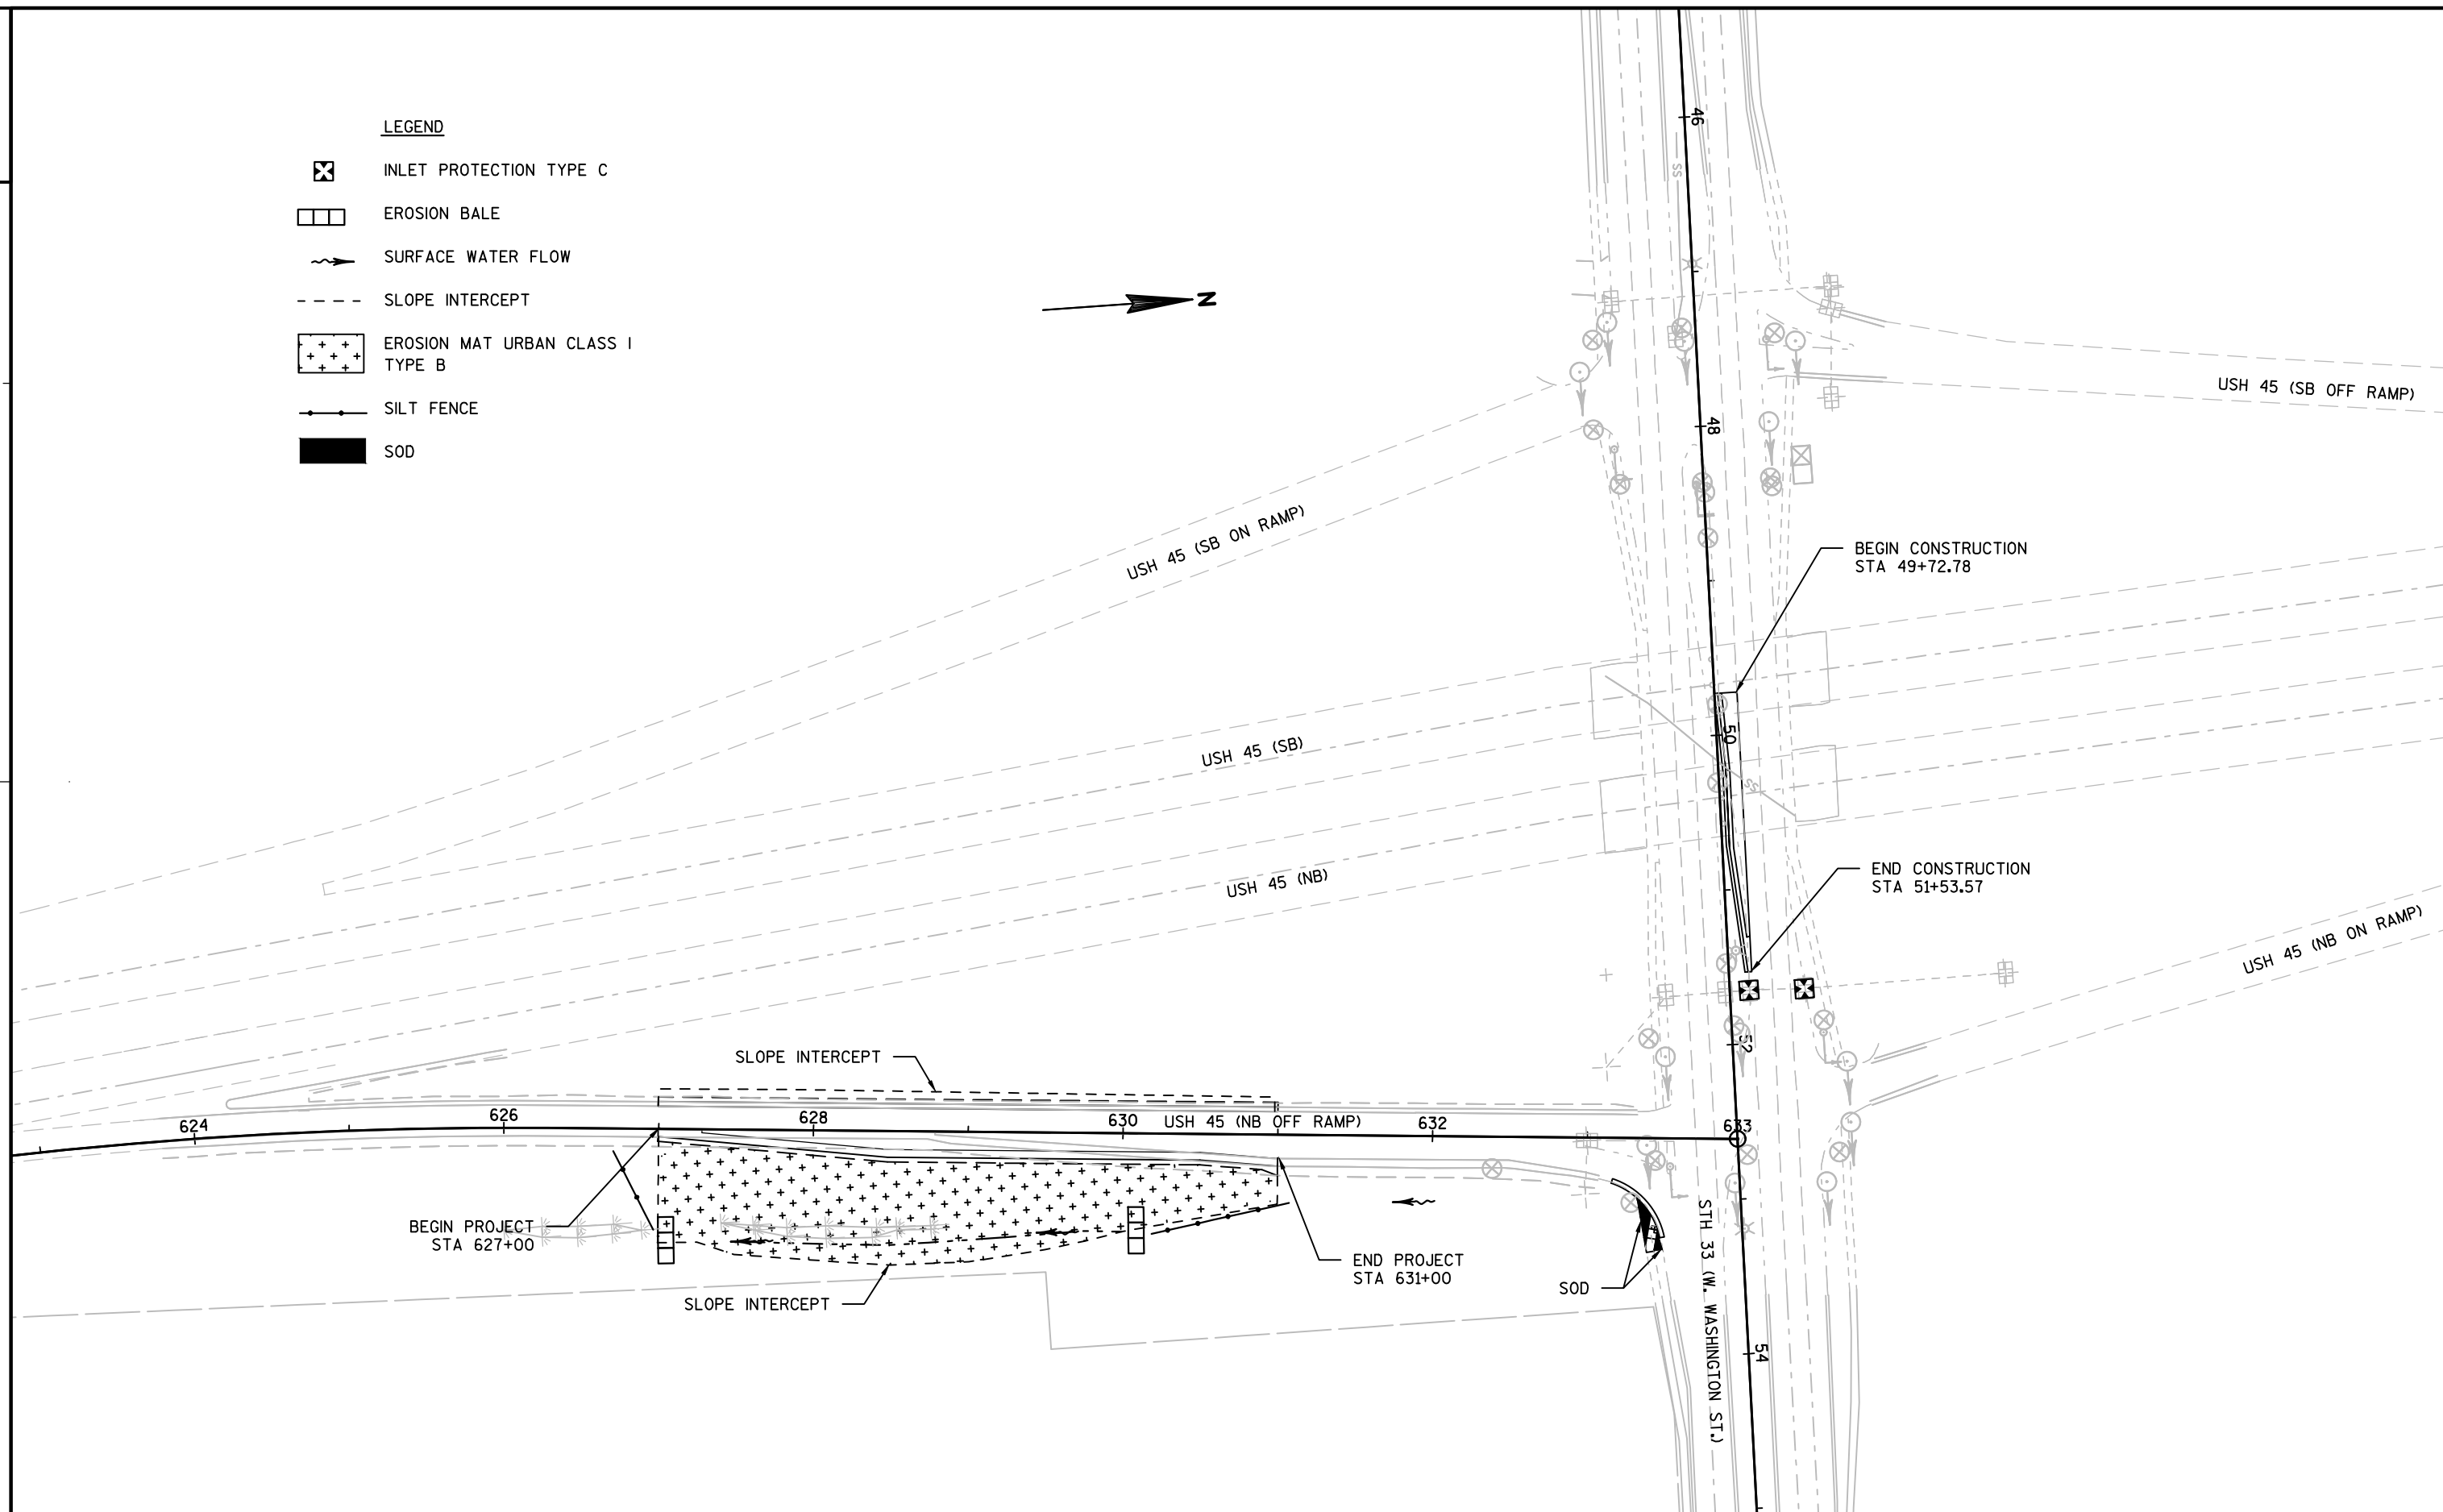 LEGEND
INLET PROTECTION TYPE C
EROSION BALE
SURFACE WATER FLOW
SLOPE INTERCEPT
EROSION MAT URBAN CLASS I
TYPE B
SILT FENCE
SOD
N
46
SS
48
USH 45 (SB OFF RAMP)
USH 45 (SB ON RAMP)
BEGIN CONSTRUCTION
STA 49+72.78
50
SS
USH 45 (SB)
USH 45 (NB)
END CONSTRUCTION
STA 51+53.57
USH 45 (NB ON RAMP)
52
SLOPE INTERCEPT
624
626
628
630
USH 45 (NB OFF RAMP)
632
633
BEGIN PROJECT
STA 627+00
SLOPE INTERCEPT
END PROJECT
STA 631+00
SOD
STH 33 (W. WASHINGTON ST.)
54